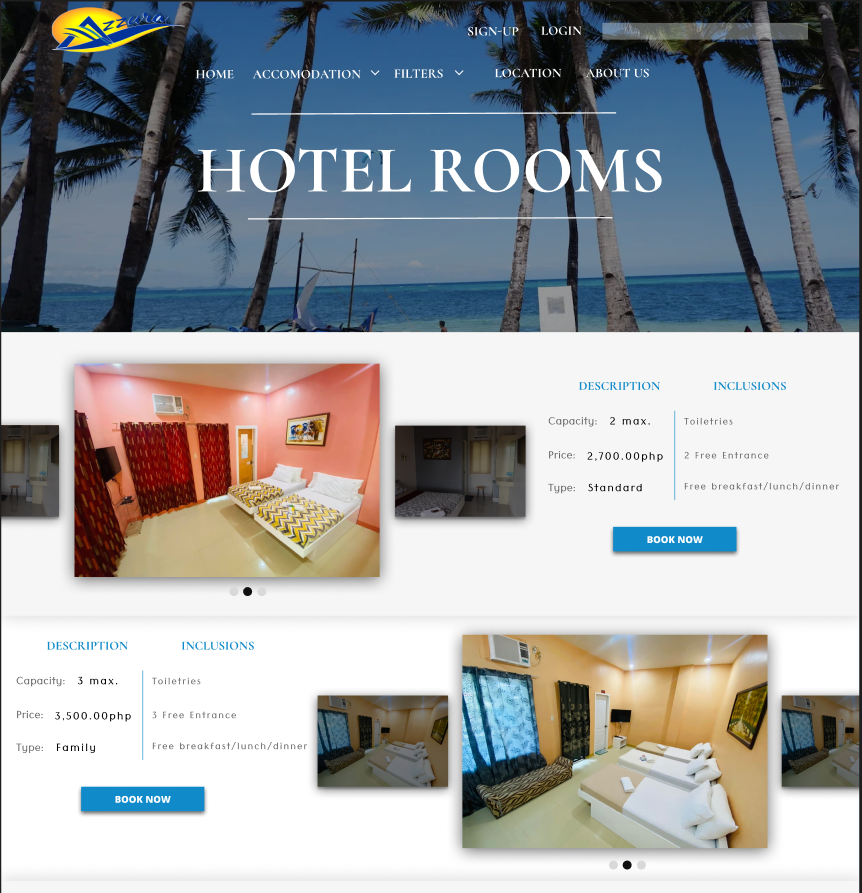 Azzurra
SIGN-UP LOGIN
HOME ACCOMODATION FILTERS LOCATION ABOUT US
HOTEL ROOMS
DESCRIPTION INCLUSIONS
Capacity: 2 max. Toiletries
Price: 2,700.00php 2 Free Entrance
Type: Standard Free breakfast/lunch/dinner
BOOK NOW
DESCRIPTION INCLUSIONS
Capacity: 3 max. Toiletries
Price: 3,500.00php 3 Free Entrance
Type: Family Free breakfast/lunch/dinner
BOOK NOW